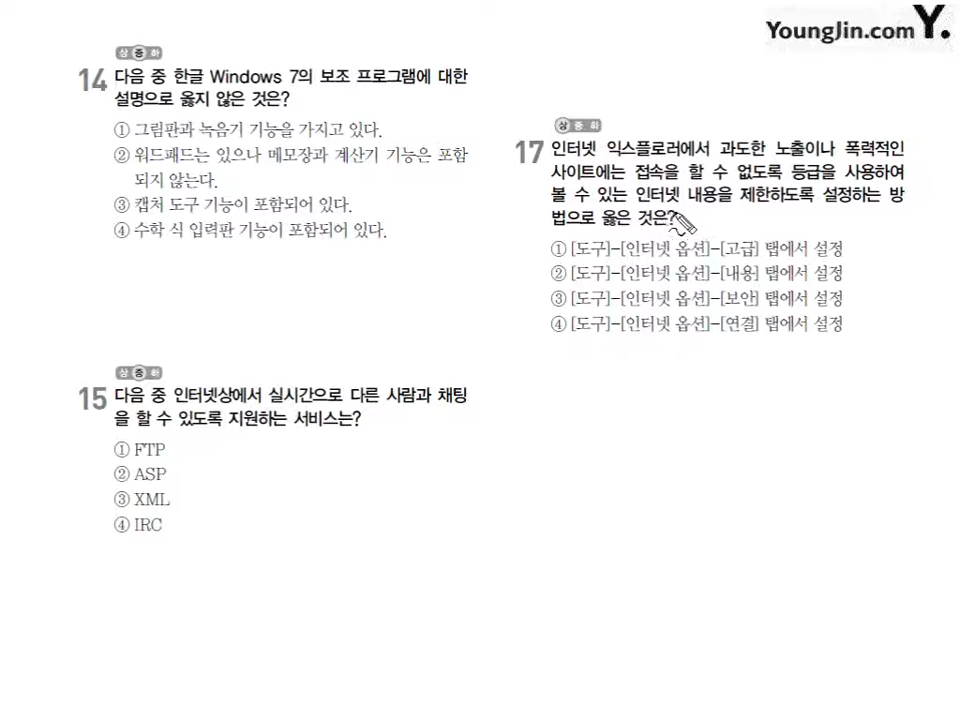 YoungJin.com Y.
상 중 하
14 다음 중 한글 Windows 7의 보조 프로그램에 대한
설명으로 옳지 않은 것은?
① 그림판과 녹음기 기능을 가지고 있다.
② 워드패드는 있으나 메모장과 계산기 기능은 포함
되지 않는다.
③ 캡처 도구 기능이 포함되어 있다.
④ 수학 식 입력판 기능이 포함되어 있다.
상 중 하
15 다음 중 인터넷상에서 실시간으로 다른 사람과 채팅
을 할 수 있도록 지원하는 서비스는?
① FTP
② ASP
③ XML
④ IRC
상 중 하
17 인터넷 익스플로러에서 과도한 노출이나 폭력적인
사이트에는 접속을 할 수 없도록 등급을 사용하여
볼 수 있는 인터넷 내용을 제한하도록 설정하는 방
법으로 옳은 것은?
① [도구]-[인터넷 옵션]-[고급] 탭에서 설정
② [도구]-[인터넷 옵션]-[내용] 탭에서 설정
③ [도구]-[인터넷 옵션]-[보안] 탭에서 설정
④ [도구]-[인터넷 옵션]-[연결] 탭에서 설정